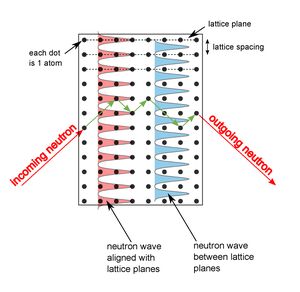 lattice plane
each dot
is 1 atom
lattice spacing
incoming neutron
outgoing neutron
neutron wave
aligned with
lattice planes
neutron wave
between lattice
planes